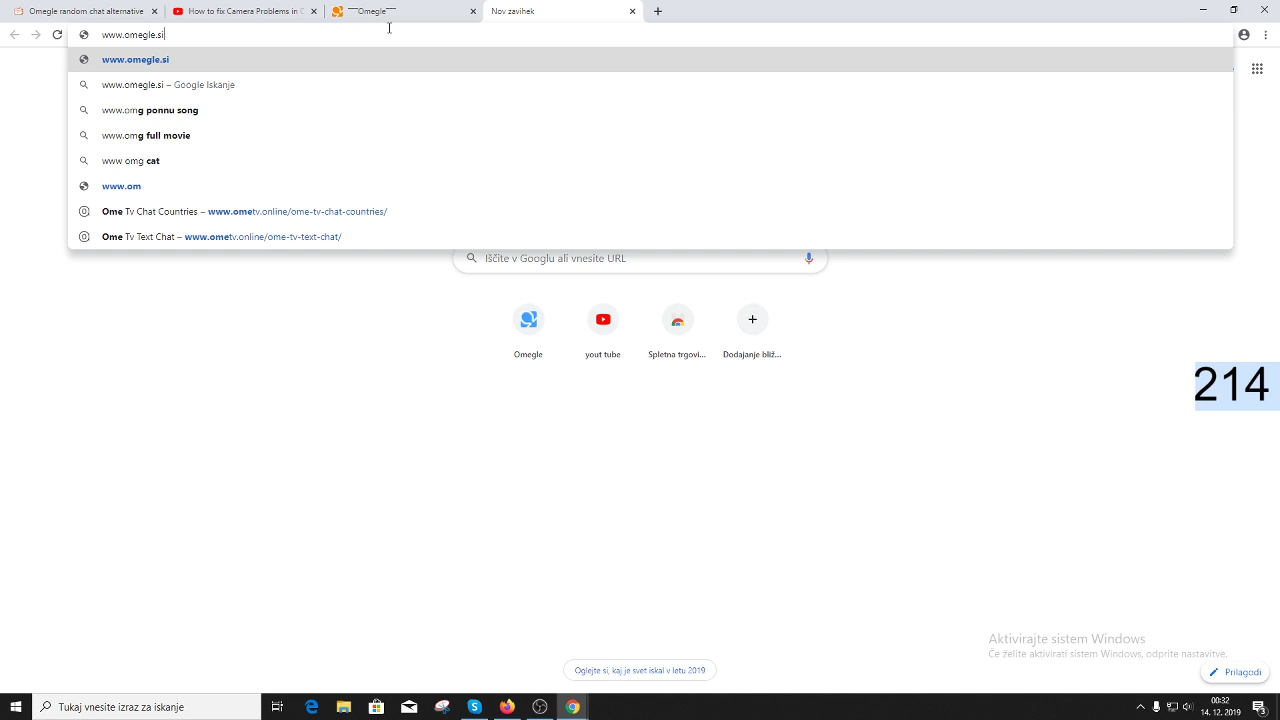 Omegle random chat alternative
How to fix Camera Problems in C
Omegle
Nov zavihek
www.omegle.si
www.omegle.si
www.omegle.si – Google Iskanje
www.omg ponnu song
www.omg full movie
www omg cat
www.om
Ome Tv Chat Countries – www.ometv.online/ome-tv-chat-countries/
Ome Tv Text Chat – www.ometv.online/ome-tv-text-chat/
Iščite v Googlu ali vnesite URL
Omegle
yout tube
Spletna trgovi...
Dodajanje bliž...
214
Aktivirajte sistem Windows
Če želite aktivirati sistem Windows, odprite nastavitve.
Oglejte si, kaj je svet iskal v letu 2019
Prilagodi
Tukaj vnesite izraz za iskanje
00:32
14. 12. 2019